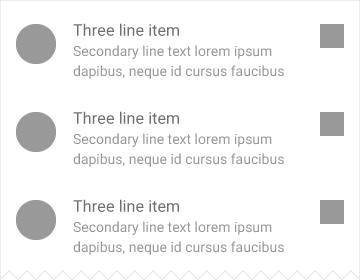 Three line item
Secondary line text lorem ipsum
dapibus, neque id cursus faucibus
Three line item
Secondary line text lorem ipsum
dapibus, neque id cursus faucibus
Three line item
Secondary line text lorem ipsum
dapibus, neque id cursus faucibus